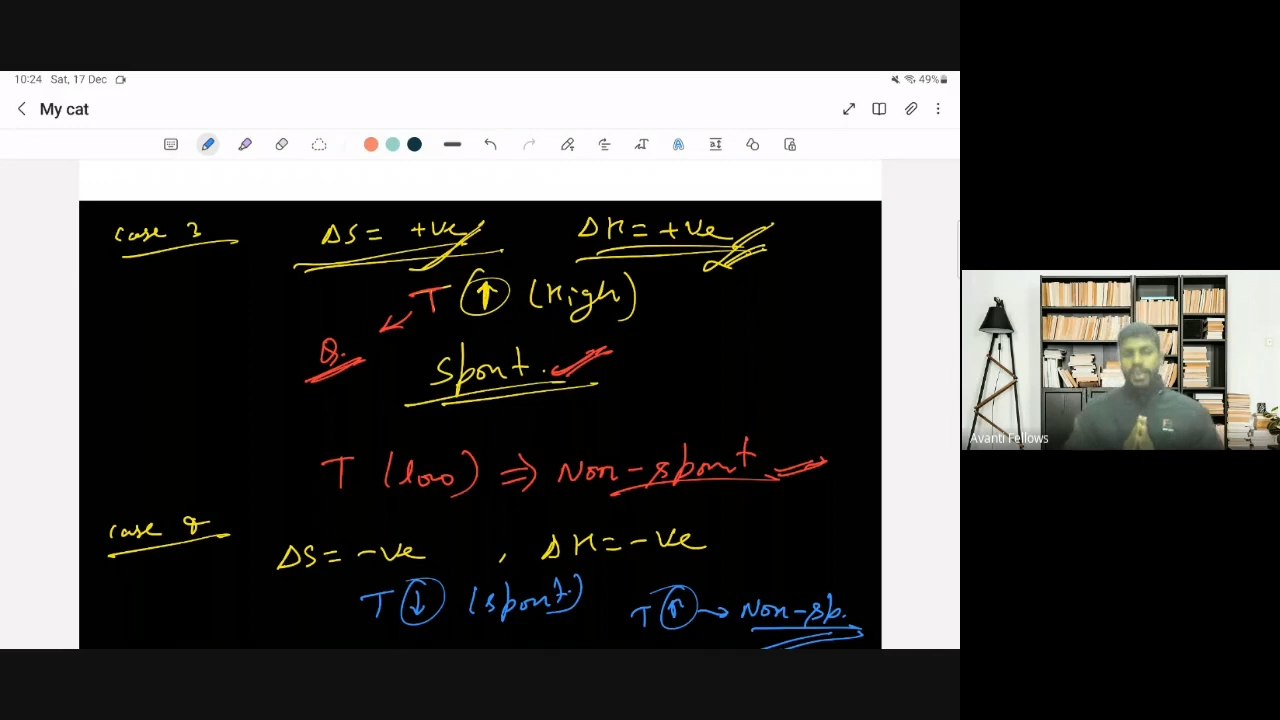 10:24 Sat, 17 Dec
49%
My cat
case 3 ΔS = +ve ΔH = +ve
T ↑ (High)
Q.
spont.
T (low) ⇒ Non-spont
case 4
ΔS = -ve , ΔH = -ve
T ↓ (spont.) T ↑ → Non-sp.
Avanti Fellows